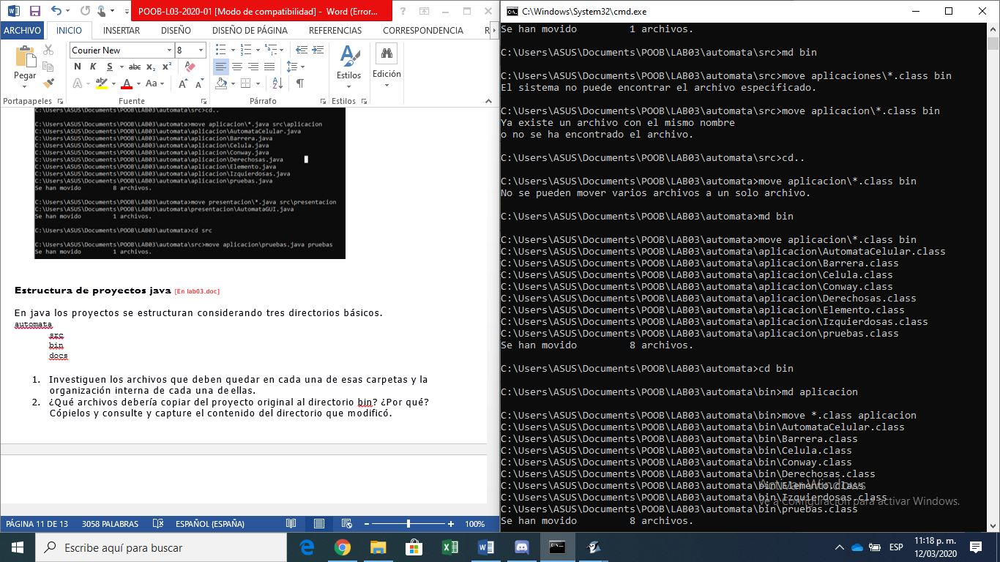 POOB-L03-2020-01 [Modo de compatibilidad] - Word (Error...
ARCHIVO INICIO INSERTAR DISEÑO DISEÑO DE PÁGINA REFERENCIAS CORRESPONDENCIA R
Courier New 8
Pegar
N K S abc x₂ x²
A ab A Aa A A
Estilos
Edición
Portapapeles Fuente Párrafo Estilos
C:\Users\ASUS\Documents\POOB\LAB03\automata\src>cd..
C:\Users\ASUS\Documents\POOB\LAB03\automata>move aplicacion\*.java src\aplicacion
C:\Users\ASUS\Documents\POOB\LAB03\automata\aplicacion\AutomataCelular.java
C:\Users\ASUS\Documents\POOB\LAB03\automata\aplicacion\Barrera.java
C:\Users\ASUS\Documents\POOB\LAB03\automata\aplicacion\Celula.java
C:\Users\ASUS\Documents\POOB\LAB03\automata\aplicacion\Conway.java
C:\Users\ASUS\Documents\POOB\LAB03\automata\aplicacion\Derechosas.java
C:\Users\ASUS\Documents\POOB\LAB03\automata\aplicacion\Elemento.java
C:\Users\ASUS\Documents\POOB\LAB03\automata\aplicacion\Izquierdosas.java
C:\Users\ASUS\Documents\POOB\LAB03\automata\aplicacion\pruebas.java
Se han movido 8 archivos.
C:\Users\ASUS\Documents\POOB\LAB03\automata>move presentacion\*.java src\presentacion
C:\Users\ASUS\Documents\POOB\LAB03\automata\presentacion\AutomataGUI.java
Se han movido 1 archivos.
C:\Users\ASUS\Documents\POOB\LAB03\automata>cd src
C:\Users\ASUS\Documents\POOB\LAB03\automata\src>move aplicacion\pruebas.java pruebas
Se han movido 1 archivos.
Estructura de proyectos java [En lab03.doc]
En java los proyectos se estructuran considerando tres directorios básicos.
automata
src
bin
docs
1. Investiguen los archivos que deben quedar en cada una de esas carpetas y la
organización interna de cada una de ellas.
2. ¿Qué archivos debería copiar del proyecto original al directorio bin? ¿Por qué?
Cópielos y consulte y capture el contenido del directorio que modificó.
PÁGINA 11 DE 13 3058 PALABRAS ESPAÑOL (ESPAÑA) 100%
C:\Windows\System32\cmd.exe
Se han movido 1 archivos.
C:\Users\ASUS\Documents\POOB\LAB03\automata\src>md bin
C:\Users\ASUS\Documents\POOB\LAB03\automata\src>move aplicaciones\*.class bin
El sistema no puede encontrar el archivo especificado.
C:\Users\ASUS\Documents\POOB\LAB03\automata\src>move aplicacion\*.class bin
Ya existe un archivo con el mismo nombre
o no se ha encontrado el archivo.
C:\Users\ASUS\Documents\POOB\LAB03\automata\src>cd..
C:\Users\ASUS\Documents\POOB\LAB03\automata>move aplicacion\*.class bin
No se pueden mover varios archivos a un solo archivo.
C:\Users\ASUS\Documents\POOB\LAB03\automata>md bin
C:\Users\ASUS\Documents\POOB\LAB03\automata>move aplicacion\*.class bin
C:\Users\ASUS\Documents\POOB\LAB03\automata\aplicacion\AutomataCelular.class
C:\Users\ASUS\Documents\POOB\LAB03\automata\aplicacion\Barrera.class
C:\Users\ASUS\Documents\POOB\LAB03\automata\aplicacion\Celula.class
C:\Users\ASUS\Documents\POOB\LAB03\automata\aplicacion\Conway.class
C:\Users\ASUS\Documents\POOB\LAB03\automata\aplicacion\Derechosas.class
C:\Users\ASUS\Documents\POOB\LAB03\automata\aplicacion\Elemento.class
C:\Users\ASUS\Documents\POOB\LAB03\automata\aplicacion\Izquierdosas.class
C:\Users\ASUS\Documents\POOB\LAB03\automata\aplicacion\pruebas.class
Se han movido 8 archivos.
C:\Users\ASUS\Documents\POOB\LAB03\automata>cd bin
C:\Users\ASUS\Documents\POOB\LAB03\automata\bin>md aplicacion
C:\Users\ASUS\Documents\POOB\LAB03\automata\bin>move *.class aplicacion
C:\Users\ASUS\Documents\POOB\LAB03\automata\bin\AutomataCelular.class
C:\Users\ASUS\Documents\POOB\LAB03\automata\bin\Barrera.class
C:\Users\ASUS\Documents\POOB\LAB03\automata\bin\Celula.class
C:\Users\ASUS\Documents\POOB\LAB03\automata\bin\Conway.class
C:\Users\ASUS\Documents\POOB\LAB03\automata\bin\Derechosas.class
C:\Users\ASUS\Documents\POOB\LAB03\automata\bin\Elemento.class
C:\Users\ASUS\Documents\POOB\LAB03\automata\bin\Izquierdosas.class
C:\Users\ASUS\Documents\POOB\LAB03\automata\bin\pruebas.class
Se han movido 8 archivos.
Activar Windows
Ve a Configuración para activar Windows.
Escribe aquí para buscar
ESP
11:18 p. m.
12/03/2020